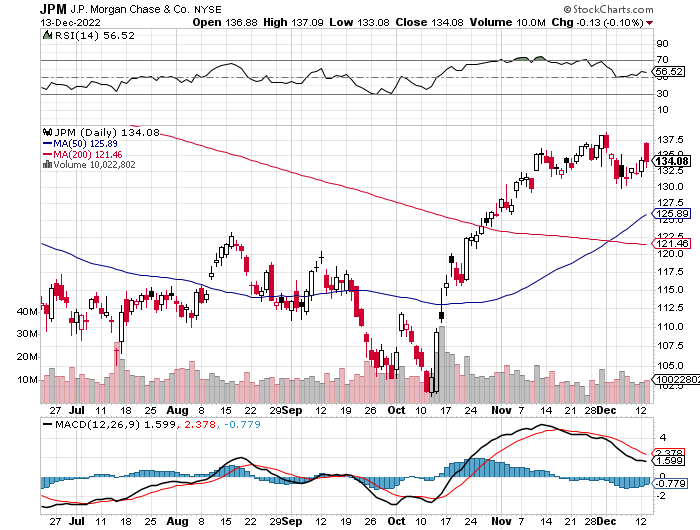 JPM J.P. Morgan Chase & Co. NYSE © StockCharts.com
13-Dec-2022 Open 136.88 High 137.09 Low 133.08 Close 134.08 Volume 10.0M Chg -0.13 (-0.10%)
RSI(14) 56.52
90
70
56.52
50
30
10
JPM (Daily) 134.08
MA(50) 125.89
MA(200) 121.46
Volume 10,022,802
137.5
135.0
134.08
132.5
130.0
127.5
125.89
122.5
121.46
120.0
117.5
115.0
112.5
110.0
107.5
105.0
102.5
10022802
40M
30M
20M
10M
27 Jul 11 18 25 Aug 8 15 22 Sep 12 19 26 Oct 10 17 24 Nov 7 14 21 28 Dec 12
MACD(12,26,9) 1.599, 2.378, -0.779
4
2.378
1.599
-0.779
-2
27 Jul 11 18 25 Aug 8 15 22 Sep 12 19 26 Oct 10 17 24 Nov 7 14 21 28 Dec 12